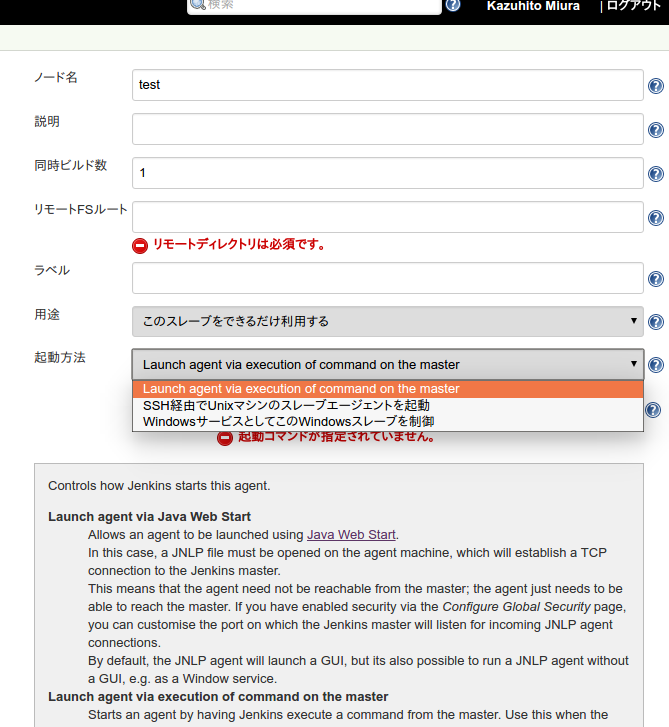 検索
Kazuhito Miura
| ログアウト
ノード名
test
説明
同時ビルド数
1
リモートFSルート
リモートディレクトリは必須です。
ラベル
用途
このスレーブをできるだけ利用する
起動方法
Launch agent via execution of command on the master
Launch agent via execution of command on the master
SSH経由でUnixマシンのスレーブエージェントを起動
WindowsサービスとしてこのWindowsスレーブを制御
起動コマンドが指定されていません。
Controls how Jenkins starts this agent.
Launch agent via Java Web Start
Allows an agent to be launched using Java Web Start.
In this case, a JNLP file must be opened on the agent machine, which will establish a TCP
connection to the Jenkins master.
This means that the agent need not be reachable from the master; the agent just needs to be
able to reach the master. If you have enabled security via the Configure Global Security page,
you can customise the port on which the Jenkins master will listen for incoming JNLP agent
connections.
By default, the JNLP agent will launch a GUI, but its also possible to run a JNLP agent without
a GUI, e.g. as a Window service.
Launch agent via execution of command on the master
Starts an agent by having Jenkins execute a command from the master. Use this when the